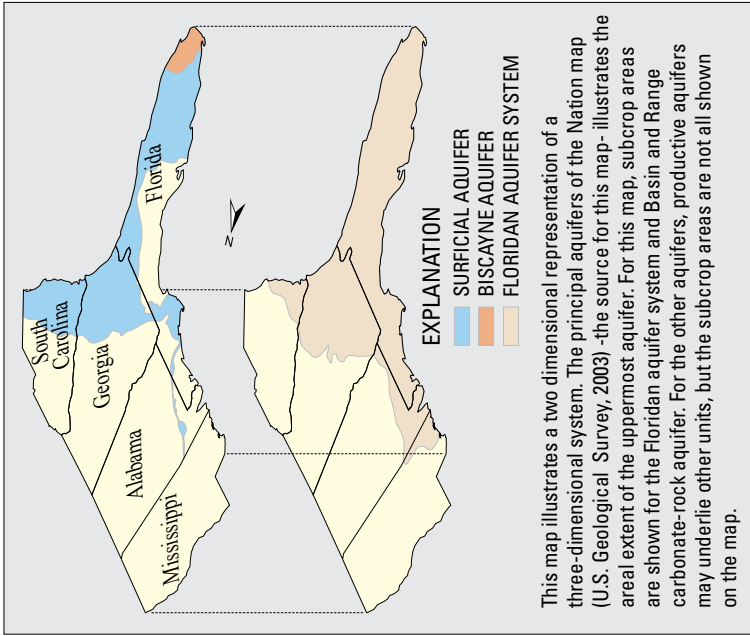 South
Carolina
Georgia
Alabama
Mississippi
Florida
N
EXPLANATION
SURFICIAL AQUIFER
BISCAYNE AQUIFER
FLORIDAN AQUIFER SYSTEM
This map illustrates a two dimensional representation of a
three-dimensional system. The principal aquifers of the Nation map
(U.S. Geological Survey, 2003) -the source for this map- illustrates the
areal extent of the uppermost aquifer. For this map, subcrop areas
are shown for the Floridan aquifer system and Basin and Range
carbonate-rock aquifer. For the other aquifers, productive aquifers
may underlie other units, but the subcrop areas are not all shown
on the map.